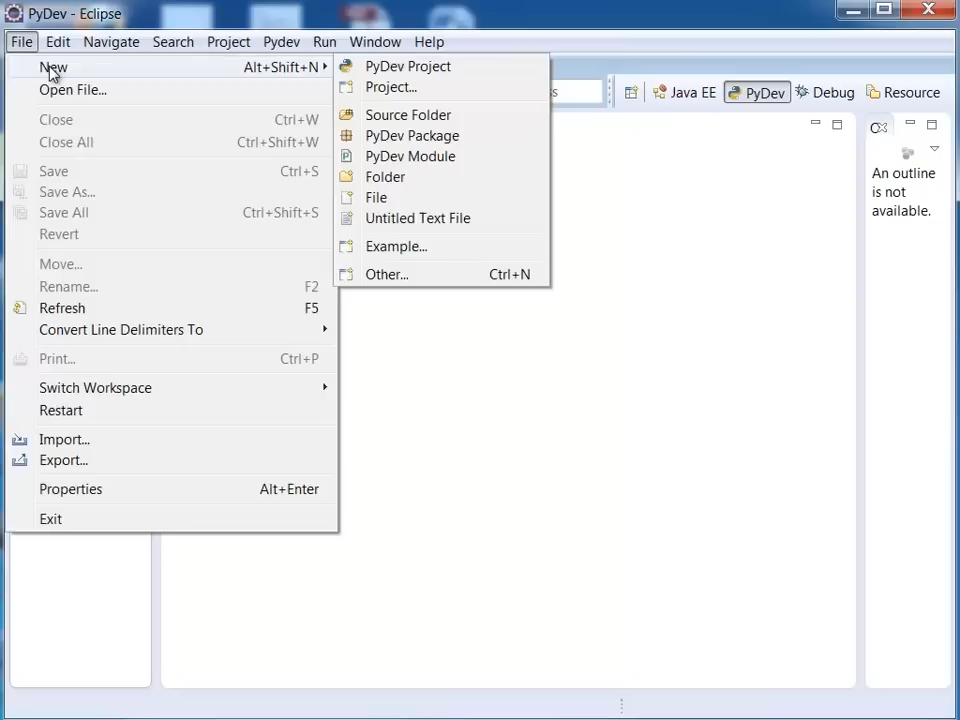 PyDev - Eclipse
File Edit Navigate Search Project Pydev Run Window Help
New Alt+Shift+N
Open File...
Close Ctrl+W
Close All Ctrl+Shift+W
Save Ctrl+S
Save As...
Save All Ctrl+Shift+S
Revert
Move...
Rename... F2
Refresh F5
Convert Line Delimiters To
Print... Ctrl+P
Switch Workspace
Restart
Import...
Export...
Properties Alt+Enter
Exit
PyDev Project
Project...
Source Folder
PyDev Package
PyDev Module
Folder
File
Untitled Text File
Example...
Other... Ctrl+N
Java EE PyDev Debug Resource
An outline
is not
available.